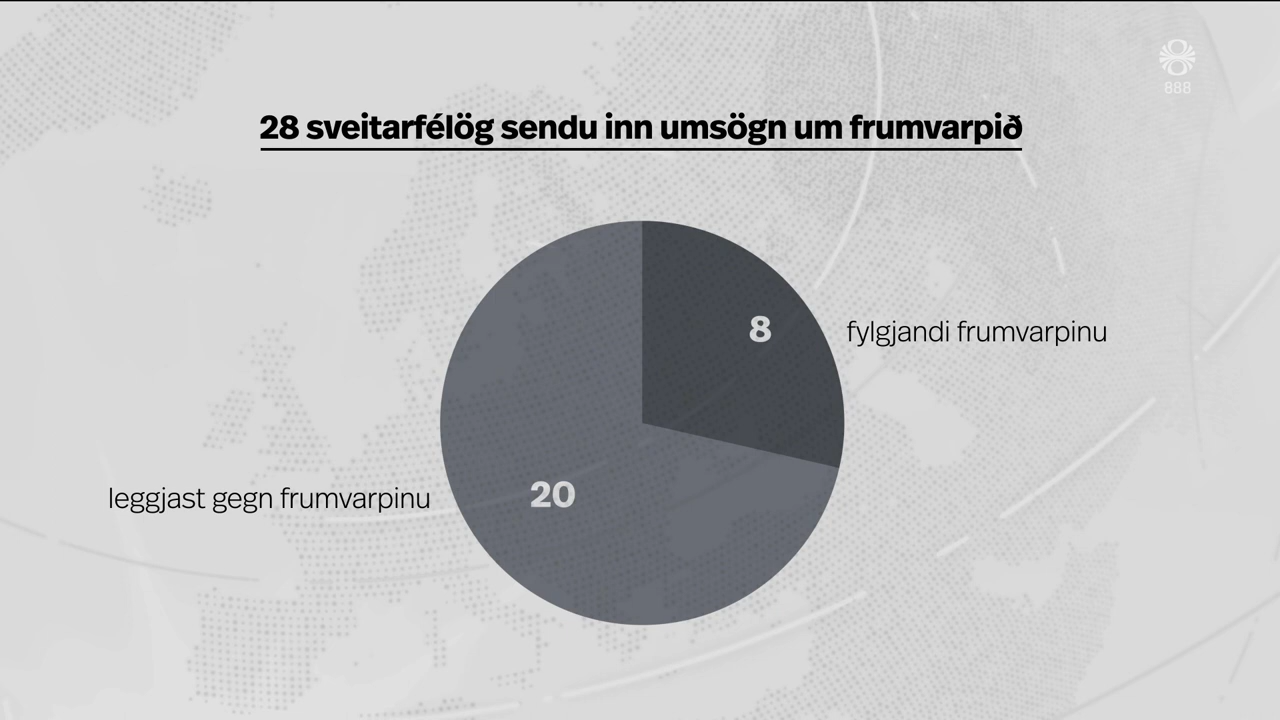 888
28 sveitarfélög sendu inn umsögn um frumvarpið
8
fylgjandi frumvarpinu
20
leggjast gegn frumvarpinu